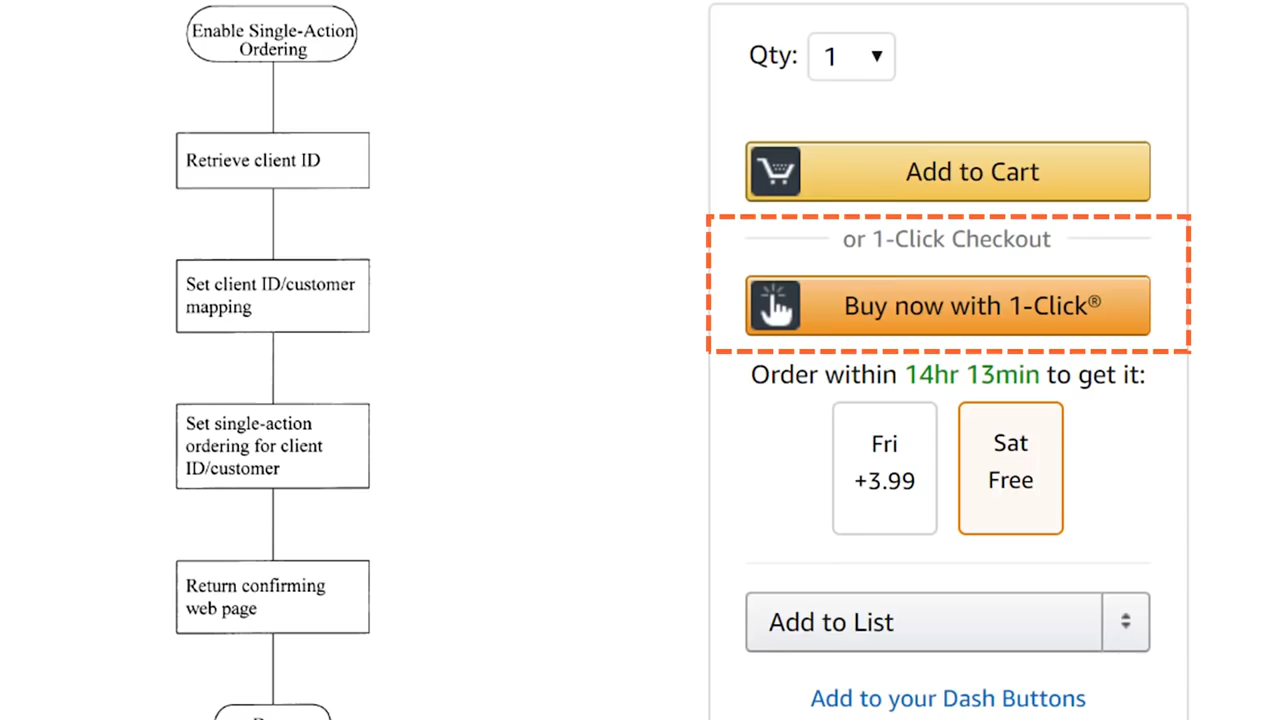 Enable Single-Action
Ordering
Retrieve client ID
Set client ID/customer
mapping
Set single-action
ordering for client
ID/customer
Return confirming
web page
Qty: 1
Add to Cart
or 1-Click Checkout
Buy now with 1-Click®
Order within 14hr 13min to get it:
Fri
+3.99
Sat
Free
Add to List
Add to your Dash Buttons